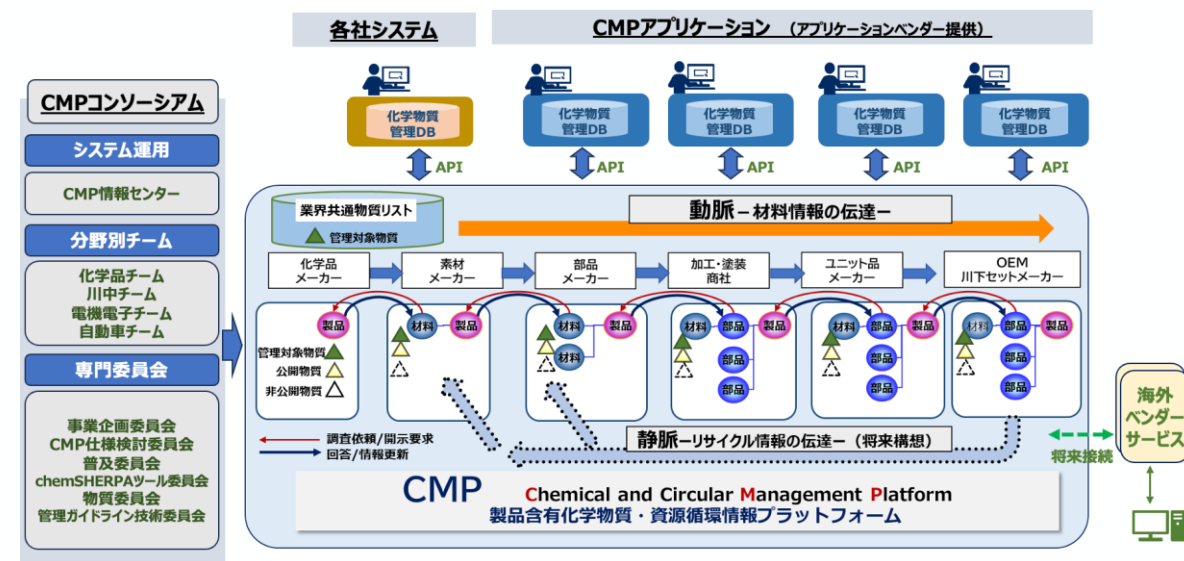 各社システム
CMPアプリケーション （アプリケーションベンダー提供）
化学物質
管理DB
化学物質
管理DB
化学物質
管理DB
化学物質
管理DB
化学物質
管理DB
API
API
API
API
API
CMPコンソーシアム
システム運用
CMP情報センター
分野別チーム
化学品チーム
川中チーム
電機電子チーム
自動車チーム
専門委員会
事業企画委員会
CMP仕様検討委員会
普及委員会
chemSHERPAツール委員会
物質委員会
管理ガイドライン技術委員会
業界共通物質リスト
管理対象物質
動脈－材料情報の伝達－
化学品
メーカー
素材
メーカー
部品
メーカー
加工・塗装
商社
ユニット品
メーカー
OEM
川下セットメーカー
製品
管理対象物質
公開物質
非公開物質
材料
製品
材料
製品
材料
材料
部品
製品
部品
部品
材料
部品
製品
部品
部品
材料
部品
製品
部品
部品
調査依頼/開示要求
回答/情報更新
静脈－リサイクル情報の伝達－（将来構想）
将来接続
海外
ベンダー
サービス
CMP Chemical and Circular Management Platform
製品含有化学物質・資源循環情報プラットフォーム